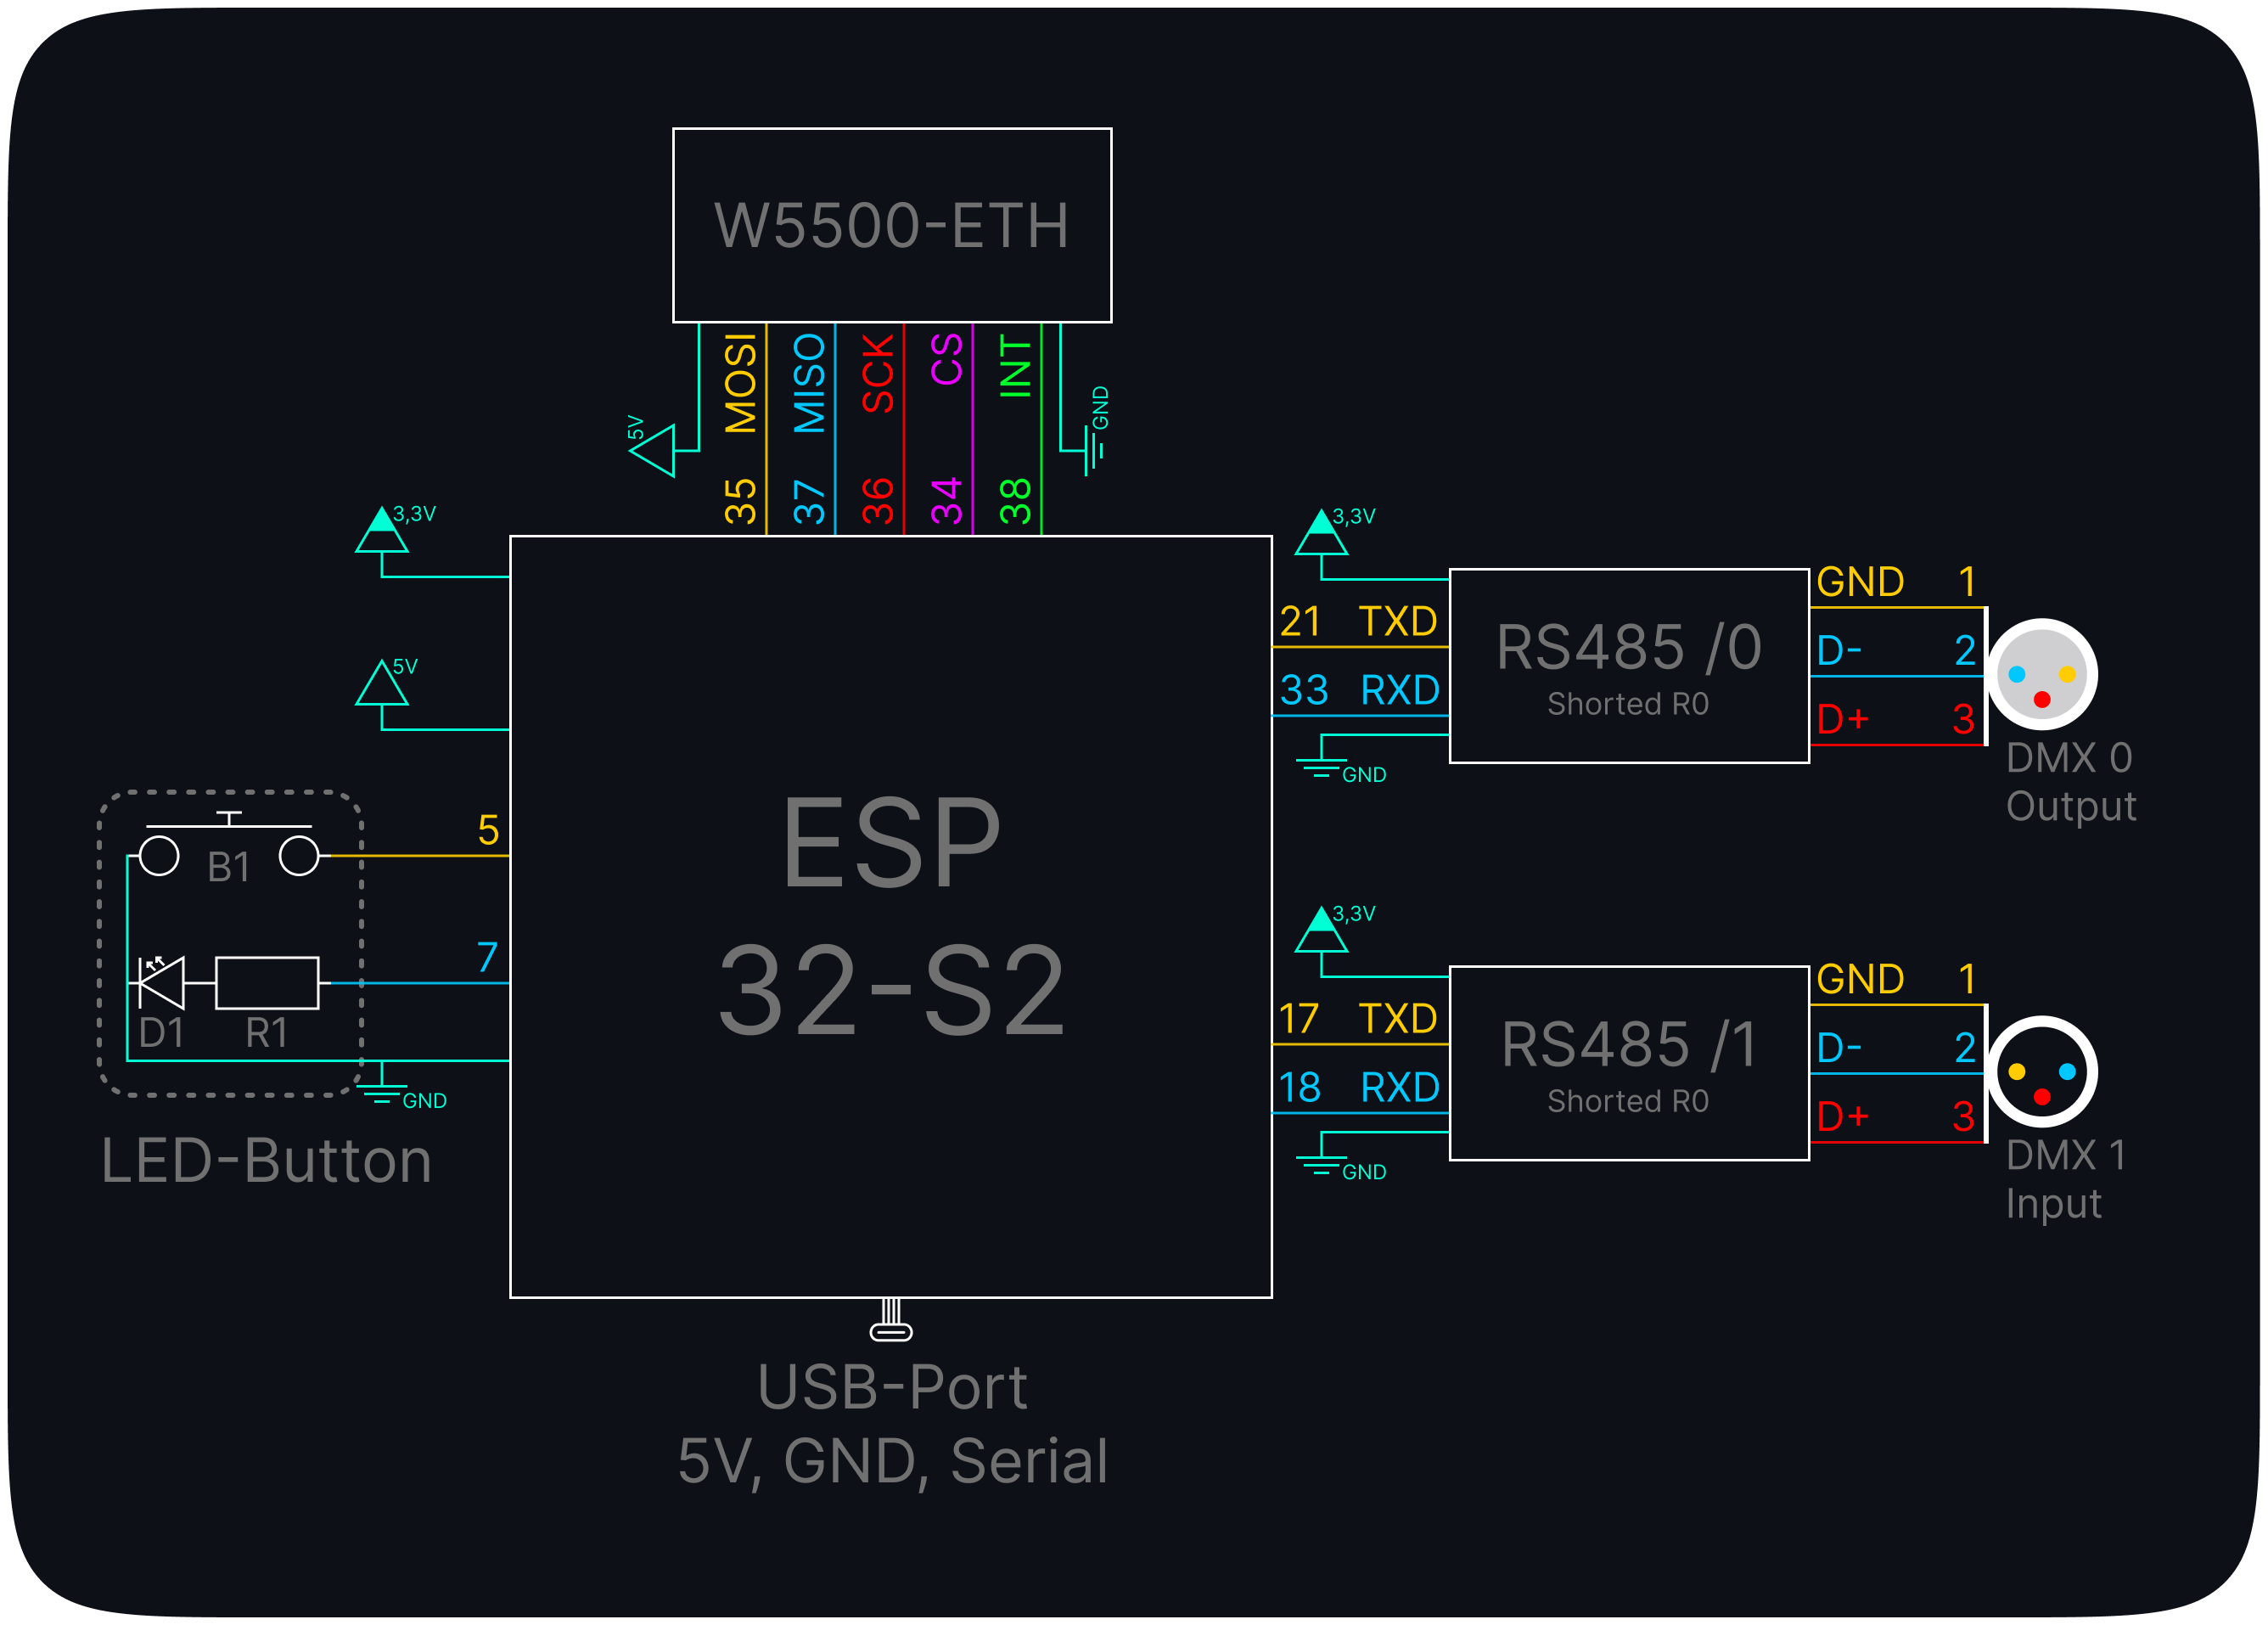 W5500-ETH
5V
MOSI
MISO
SCK
CS
INT
GND
35
37
36
34
38
3,3V
5V
5
B1
7
D1
R1
GND
LED-Button
ESP
32-S2
USB-Port
5V, GND, Serial
3,3V
21 TXD
33 RXD
GND
RS485 /0
Shorted R0
GND 1
D- 2
D+ 3
DMX 0
Output
3,3V
17 TXD
18 RXD
GND
RS485 /1
Shorted R0
GND 1
D- 2
D+ 3
DMX 1
Input